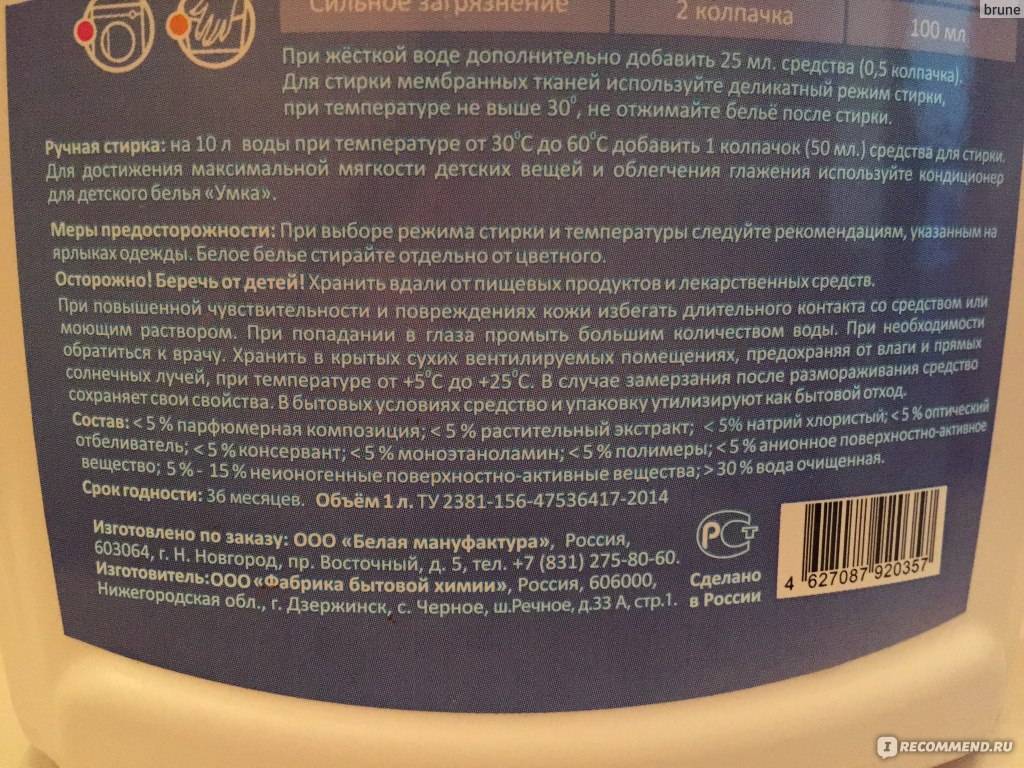 brune
Сильное загрязнение 2 колпачка 100 мл
При жёсткой воде дополнительно добавить 25 мл. средства (0,5 колпачка).
Для стирки мембранных тканей используйте деликатный режим стирки,
при температуре не выше 30°, не отжимайте бельё после стирки.
Ручная стирка: на 10 л воды при температуре от 30°С до 60°С добавить 1 колпачок (50 мл.) средства для стирки.
Для достижения максимальной мягкости детских вещей и облегчения глажения используйте кондиционер
для детского белья «Умка».
Меры предосторожности: При выборе режима стирки и температуры следуйте рекомендациям, указанным на
ярлыках одежды. Белое белье стирайте отдельно от цветного.
Осторожно! Беречь от детей! Хранить вдали от пищевых продуктов и лекарственных средств.
При повышенной чувствительности и повреждениях кожи избегать длительного контакта со средством или
моющим раствором. При попадании в глаза промыть большим количеством воды. При необходимости
обратиться к врачу. Хранить в крытых сухих вентилируемых помещениях, предохраняя от влаги и прямых
солнечных лучей, при температуре от +5°С до +25°С. В случае замерзания после размораживания средство
сохраняет свои свойства. В бытовых условиях средство и упаковку утилизируют как бытовой отход.
Состав: < 5 % парфюмерная композиция; < 5 % растительный экстракт; < 5% натрий хлористый; < 5 % оптический
отбеливатель; < 5 % консервант; < 5 % моноэтаноламин; < 5 % полимеры; < 5 % анионное поверхностно-активное
вещество; 5 % - 15 % неионогенные поверхностно-активные вещества; > 30 % вода очищенная.
Срок годности: 36 месяцев. Объём 1 л. ТУ 2381-156-47536417-2014
Изготовлено по заказу: ООО «Белая мануфактура», Россия,
603064, г. Н. Новгород, пр. Восточный, д. 5, тел. +7 (831) 275-80-60.
Изготовитель:ООО «Фабрика бытовой химии», Россия, 606000,
Нижегородская обл., г. Дзержинск, с. Черное, ш.Речное, д.33 А, стр.1.
РСТ
Сделано
в России
4 627087 920357
IRECOMMEND.RU